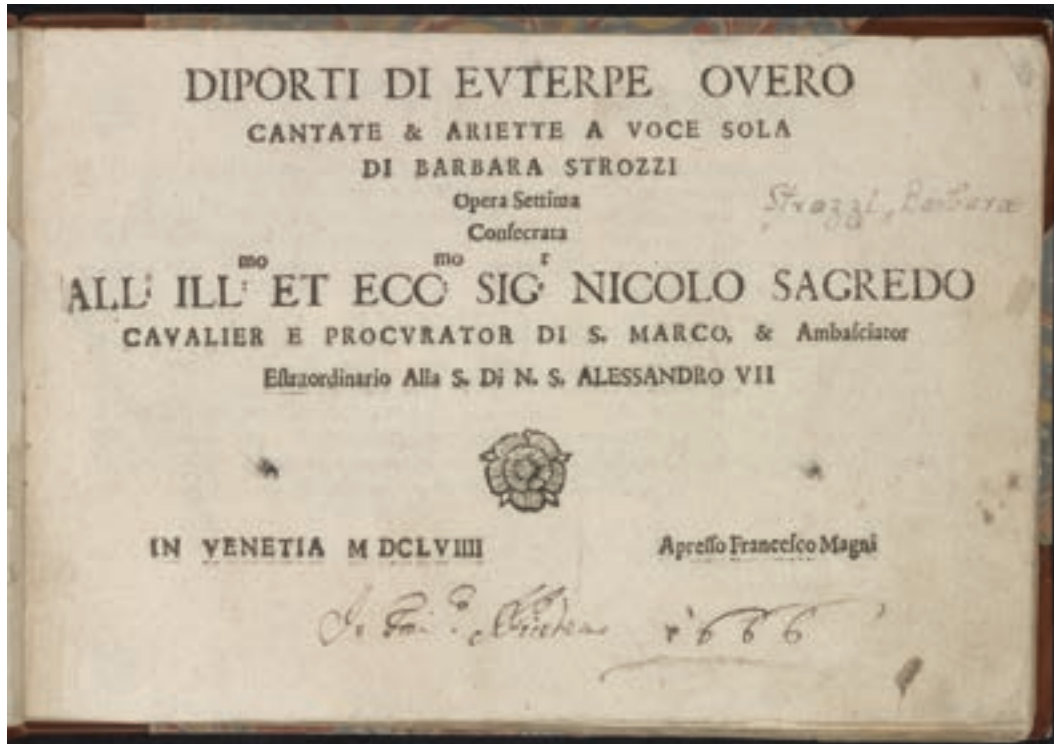 DIPORTI DI EVTERPE OVERO
CANTATE & ARIETTE A VOCE SOLA
DI BARBARA STROZZI
Opera Settima
Strozzi, Barbara
Conſecrata
ALL' ILL.mo ET ECC.mo SIG.r NICOLO SAGREDO
CAVALIER E PROCVRATOR DI S. MARCO, & Ambaſciator
Eſtraordinario Alla S. Di N. S. ALESSANDRO VII
IN VENETIA M DCLVIIII Apreſſo Franceſco Magni
1666